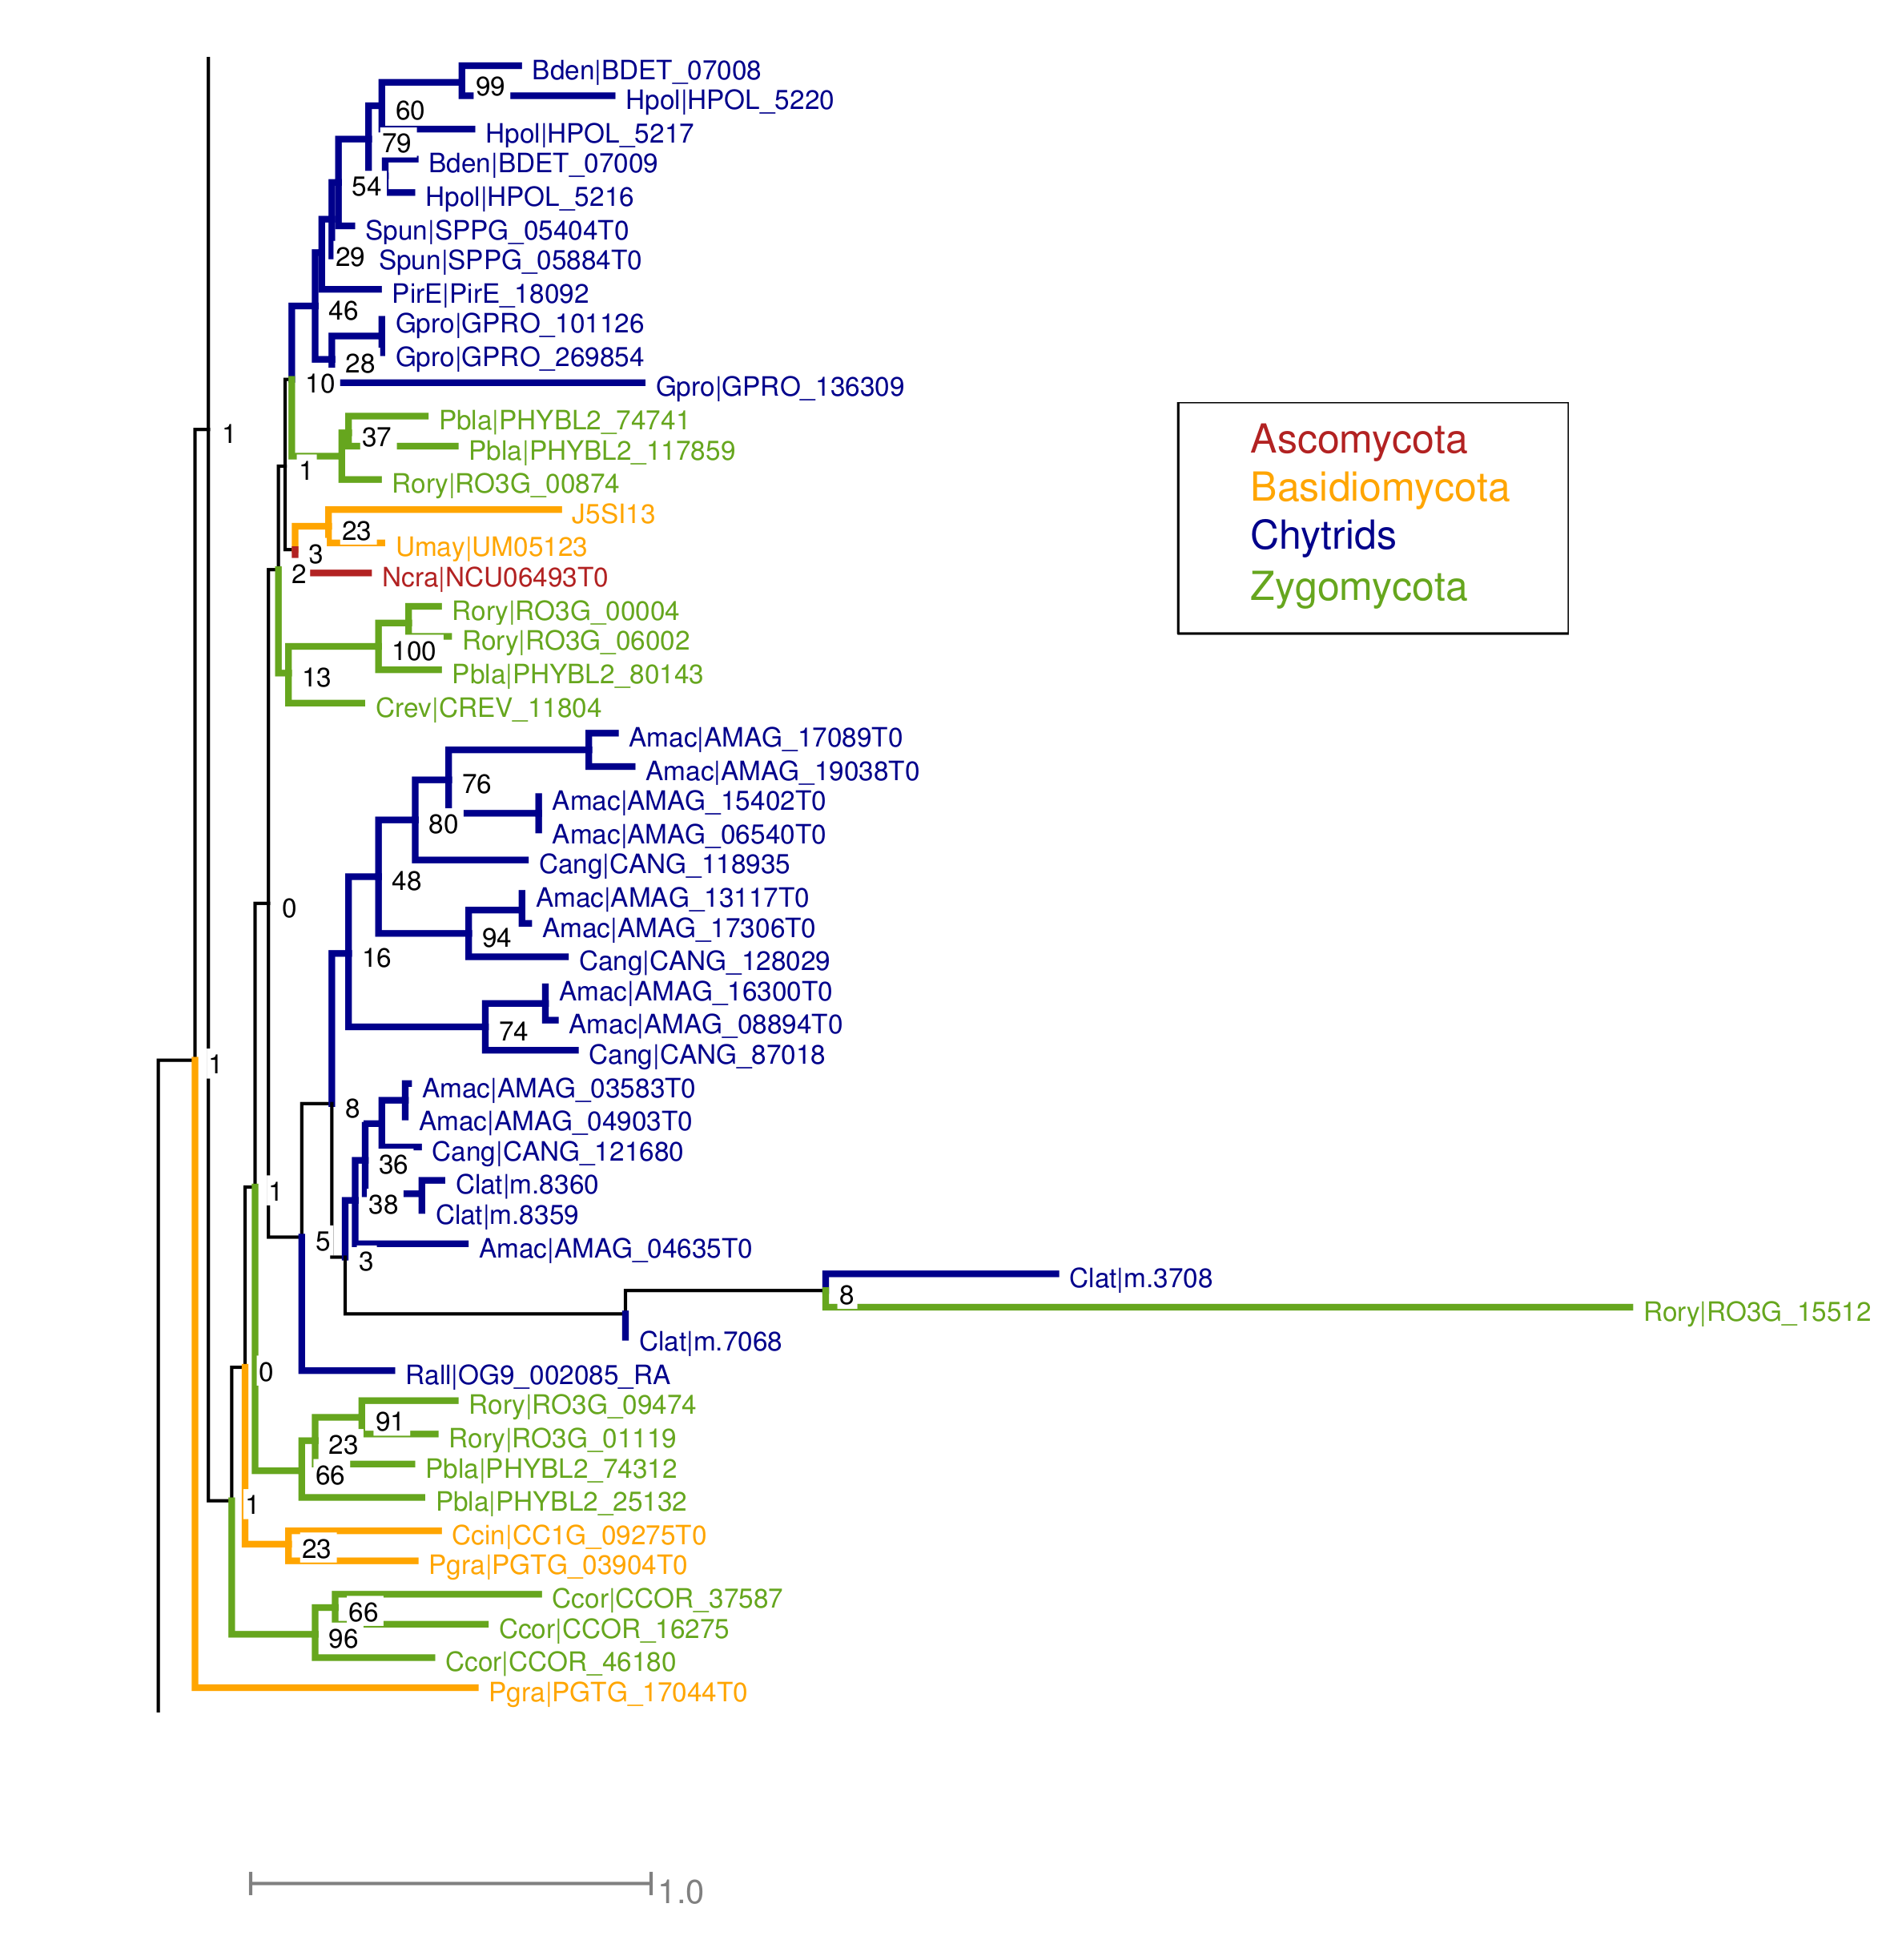 Bden|BDET_07008
99
Hpol|HPOL_5220
60
Hpol|HPOL_5217
79
Bden|BDET_07009
54
Hpol|HPOL_5216
Spun|SPPG_05404T0
29
Spun|SPPG_05884T0
PirE|PirE_18092
46
Gpro|GPRO_101126
Gpro|GPRO_269854
28
10
Gpro|GPRO_136309
Pbla|PHYBL2_74741
37
1
Pbla|PHYBL2_117859
1
Rory|RO3G_00874
J5SI13
23
Umay|UM05123
3
2
Ncra|NCU06493T0
Rory|RO3G_00004
Rory|RO3G_06002
100
Pbla|PHYBL2_80143
13
Crev|CREV_11804
Amac|AMAG_17089T0
Amac|AMAG_19038T0
76
Amac|AMAG_15402T0
80
Amac|AMAG_06540T0
Cang|CANG_118935
48
Amac|AMAG_13117T0
0
Amac|AMAG_17306T0
94
16
Cang|CANG_128029
Amac|AMAG_16300T0
Amac|AMAG_08894T0
74
Cang|CANG_87018
1
Amac|AMAG_03583T0
8
Amac|AMAG_04903T0
Cang|CANG_121680
36
Clat|m.8360
1
38
Clat|m.8359
5
Amac|AMAG_04635T0
3
Clat|m.3708
8
Rory|RO3G_15512
Clat|m.7068
0
Rall|OG9_002085_RA
Rory|RO3G_09474
91
Rory|RO3G_01119
23
Pbla|PHYBL2_74312
66
Pbla|PHYBL2_25132
1
Ccin|CC1G_09275T0
23
Pgra|PGTG_03904T0
Ccor|CCOR_37587
66
Ccor|CCOR_16275
96
Ccor|CCOR_46180
Pgra|PGTG_17044T0
Ascomycota
Basidiomycota
Chytrids
Zygomycota
1.0